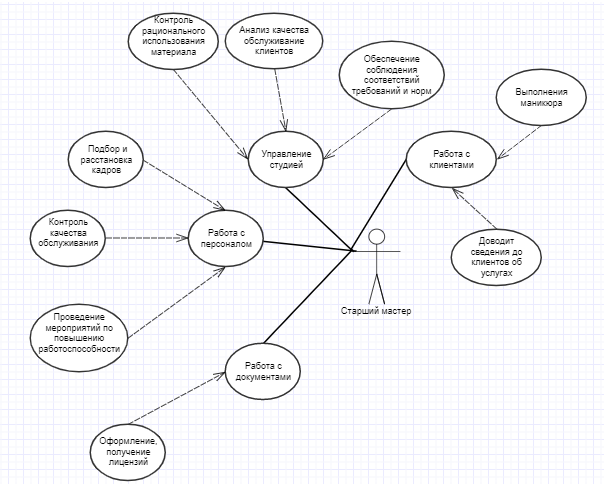 Контроль
рационального
использования
материала
Анализ качества
обслуживание
клиентов
Обеспечение
соблюдения
соответствий
требований и норм
Выполнения
маникюра
Подбор и
расстановка
кадров
Управление
студией
Работа с
клиентами
Контроль
качества
обслуживания
Работа с
персоналом
Доводит
сведения до
клиентов об
услугах
Старший мастер
Проведение
мероприятий по
повышению
работоспособности
Работа с
документами
Оформление,
получение
лицензий